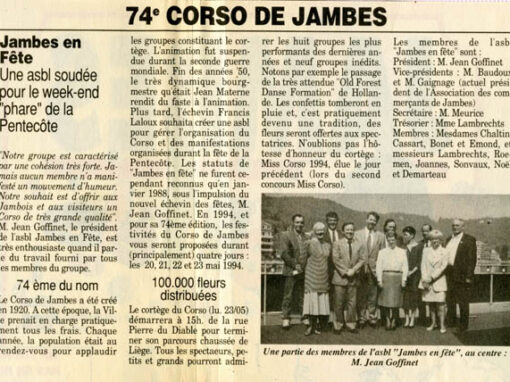 74e CORSO DE JAMBES
Jambes en
Fête
Une asbl soudée
pour le week-end
"phare" de la
Pentecôte
"Notre groupe est caractérisé
par une cohésion très forte. Ja-
mais aucun membre n'a mani-
festé un mouvement d'humeur.
Notre souhait est d'offrir aux
Jambois et aux visiteurs un
Corso de très grande qualité".
M. Jean Goffinet, le président
de l'asbl Jambes en Fête, est
très enthousiaste quand il parle
du travail fourni par tous les
membres du groupe.
74 ème du nom
Le Corso de Jambes a été créé
en 1920. A cette époque, la Vil-
le prenait en charge pratique-
ment tous les frais. Chaque
année, la population était au
rendez-vous pour applaudir
les groupes constituant le cor-
tège. L'animation fut suspen-
due durant la seconde guerre
mondiale. Fin des années 50,
le très dynamique bourg-
mestre qu'était Jean Materne
rendit du faste à l'animation.
Plus tard, l'échevin Francis
Laloux souhaita créer une asbl
pour gérer l'organisation du
Corso et des manifestations
organisées durant la fête de la
Pentecôte. Les statuts de
"Jambes en fête" ne furent ce-
pendant reconnus qu'en jan-
vier 1988, sous l'impulsion du
nouvel échevin des fêtes, M.
Jean Goffinet. En 1994, et
pour sa 74ème édition, les fes-
tivités du Corso de Jambes
vous seront proposées durant
(principalement) quatre jours :
les 20, 21, 22 et 23 mai 1994.
100.000 fleurs
distribuées
Le cortège du Corso (lu. 23/05)
démarrera à 15h. de la rue
Pierre du Diable pour termi-
ner son parcours chaussée de
Liège. Tous les spectateurs, pe-
tits et grands pourront admi-
rer les huit groupes les plus
performants des dernières an-
nées et neuf groupes inédits.
Notons par exemple le passage
de la très attendue "Old Forest
Danse Formation" de Hollan-
de. Les confettis tomberont en
pluie et, c'est pratiquement
devenu une tradition, des
fleurs seront offertes aux spec-
tatrices. N'oublions pas l'hô-
tesse d'honneur du cortège :
Miss Corso 1994, élue le jour
précédent (lors du second
concours Miss Corso).
Les membres de l'asbl
"Jambes en fête" sont :
Président : M. Jean Goffinet
Vice-présidents : M. Baudous
et M. Gaignage (actuel prési-
dent de l'Association des com-
merçants de Jambes)
Secrétaire : M. Maurice
Trésorier : Mme Lambrechts
Membres : Mesdames Chaltin,
Cassart, Bonet et Emond, et
messieurs Lambrechts, Roe-
men, Joannes, Sonvaux, Noë
et Demarteau
Une partie des membres de l'asbl "Jambes en fête", au centre :
M. Jean Goffinet